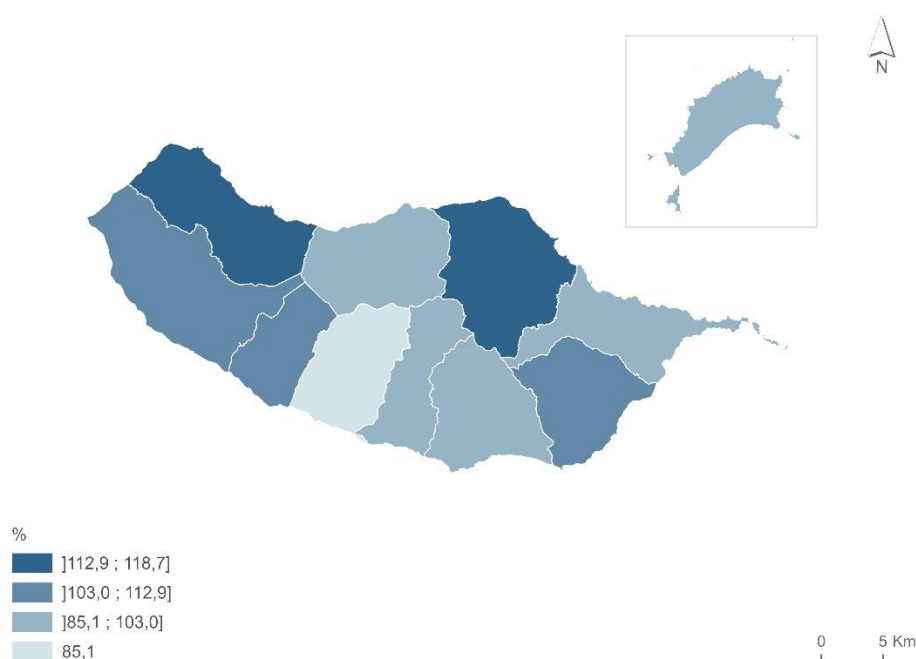 N
%
]112,9 ; 118,7]
]103,0 ; 112,9]
]85,1 ; 103,0]
85,1
0 5 Km